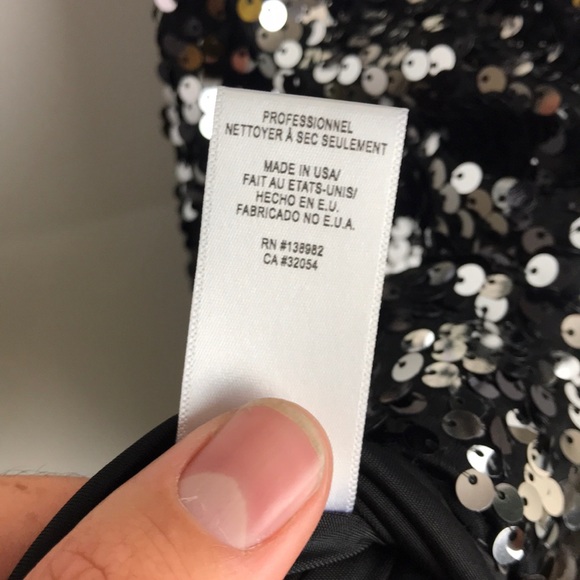 PROFESSIONNEL
NETTOYER À SEC SEULEMENT
MADE IN USA/
FAIT AU ETATS-UNIS/
HECHO EN E.U.
FABRICADO NO E.U.A.
RN #138982
CA #32054